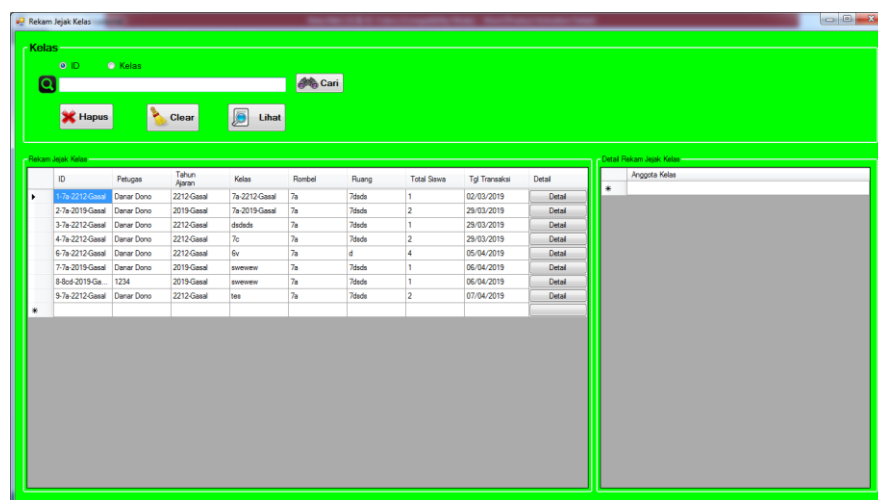 Rekam Jejak Kelas
Kelas
ID Kelas
Cari
Hapus Clear Lihat
Rekam Jejak Kelas Detail Rekam Jejak Kelas
ID Petugas Tahun Ajaran Kelas Rombel Ruang Total Siswa Tgl Transaksi Detail Anggota Kelas
1-7a-2212-Gasal Danar Dono 2212-Gasal 7a-2212-Gasal 7a 7dsds 1 02/03/2019 Detail
2-7a-2019-Gasal Danar Dono 2019-Gasal 7a-2019-Gasal 7a 7dsds 2 29/03/2019 Detail
3-7a-2212-Gasal Danar Dono 2212-Gasal dsdsds 7a 7dsds 1 29/03/2019 Detail
4-7a-2212-Gasal Danar Dono 2212-Gasal 7c 7a 7dsds 2 29/03/2019 Detail
6-7a-2212-Gasal Danar Dono 2212-Gasal 6v 7a d 4 05/04/2019 Detail
7-7a-2019-Gasal Danar Dono 2019-Gasal swewew 7a 7dsds 1 06/04/2019 Detail
8-8cd-2019-Ga... 1234 2019-Gasal swewew 7a 7dsds 1 06/04/2019 Detail
9-7a-2212-Gasal Danar Dono 2212-Gasal tes 7a 7dsds 2 07/04/2019 Detail